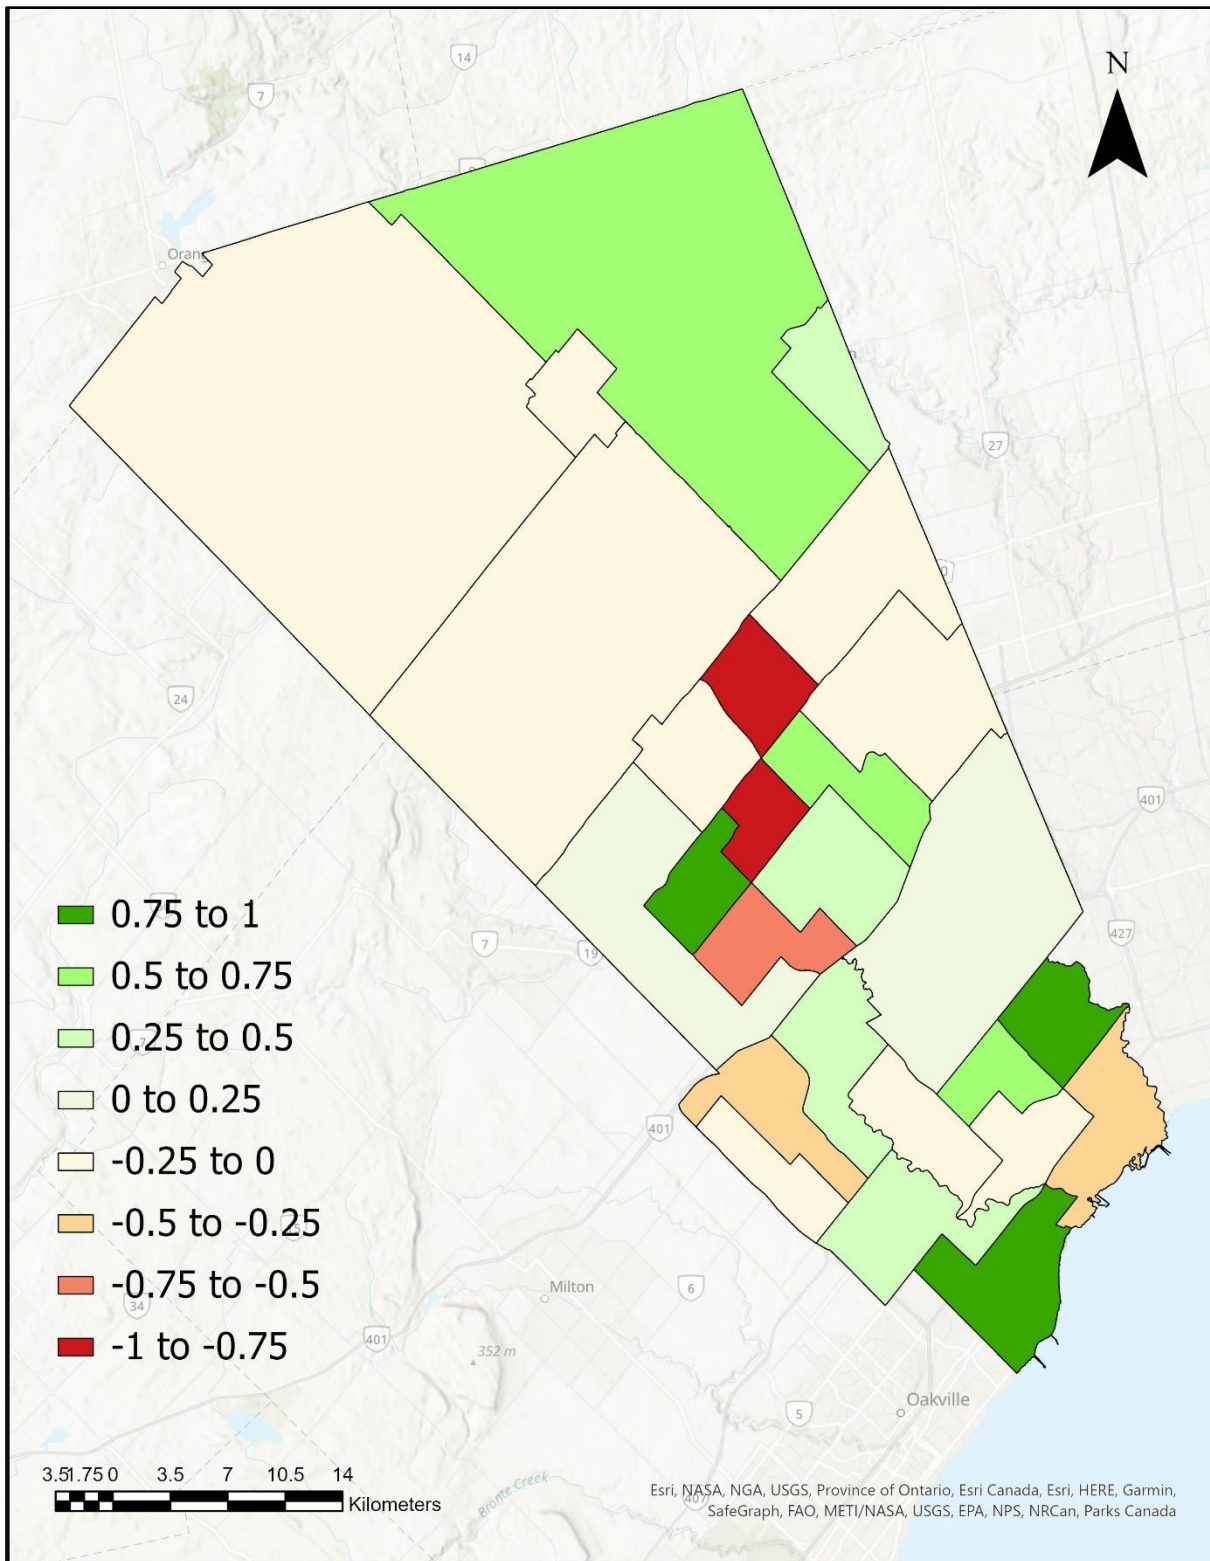 14
7
N
Orang
27
24
401
427
7
19
0.75 to 1
0.5 to 0.75
0.25 to 0.5
0 to 0.25
-0.25 to 0
-0.5 to -0.25
-0.75 to -0.5
-1 to -0.75
401
Milton
6
34
401
352 m
Oakville
5
3.5 1.75 0 3.5 7 10.5 14
Kilometers
Bronte Creek
407
Esri, NASA, NGA, USGS, Province of Ontario, Esri Canada, Esri, HERE, Garmin,
SafeGraph, FAO, METI/NASA, USGS, EPA, NPS, NRCan, Parks Canada